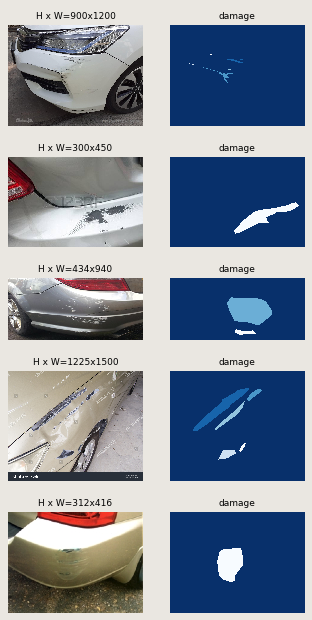 H x W=900x1200
damage
H x W=300x450
damage
H x W=434x940
damage
H x W=1225x1500
damage
H x W=312x416
damage